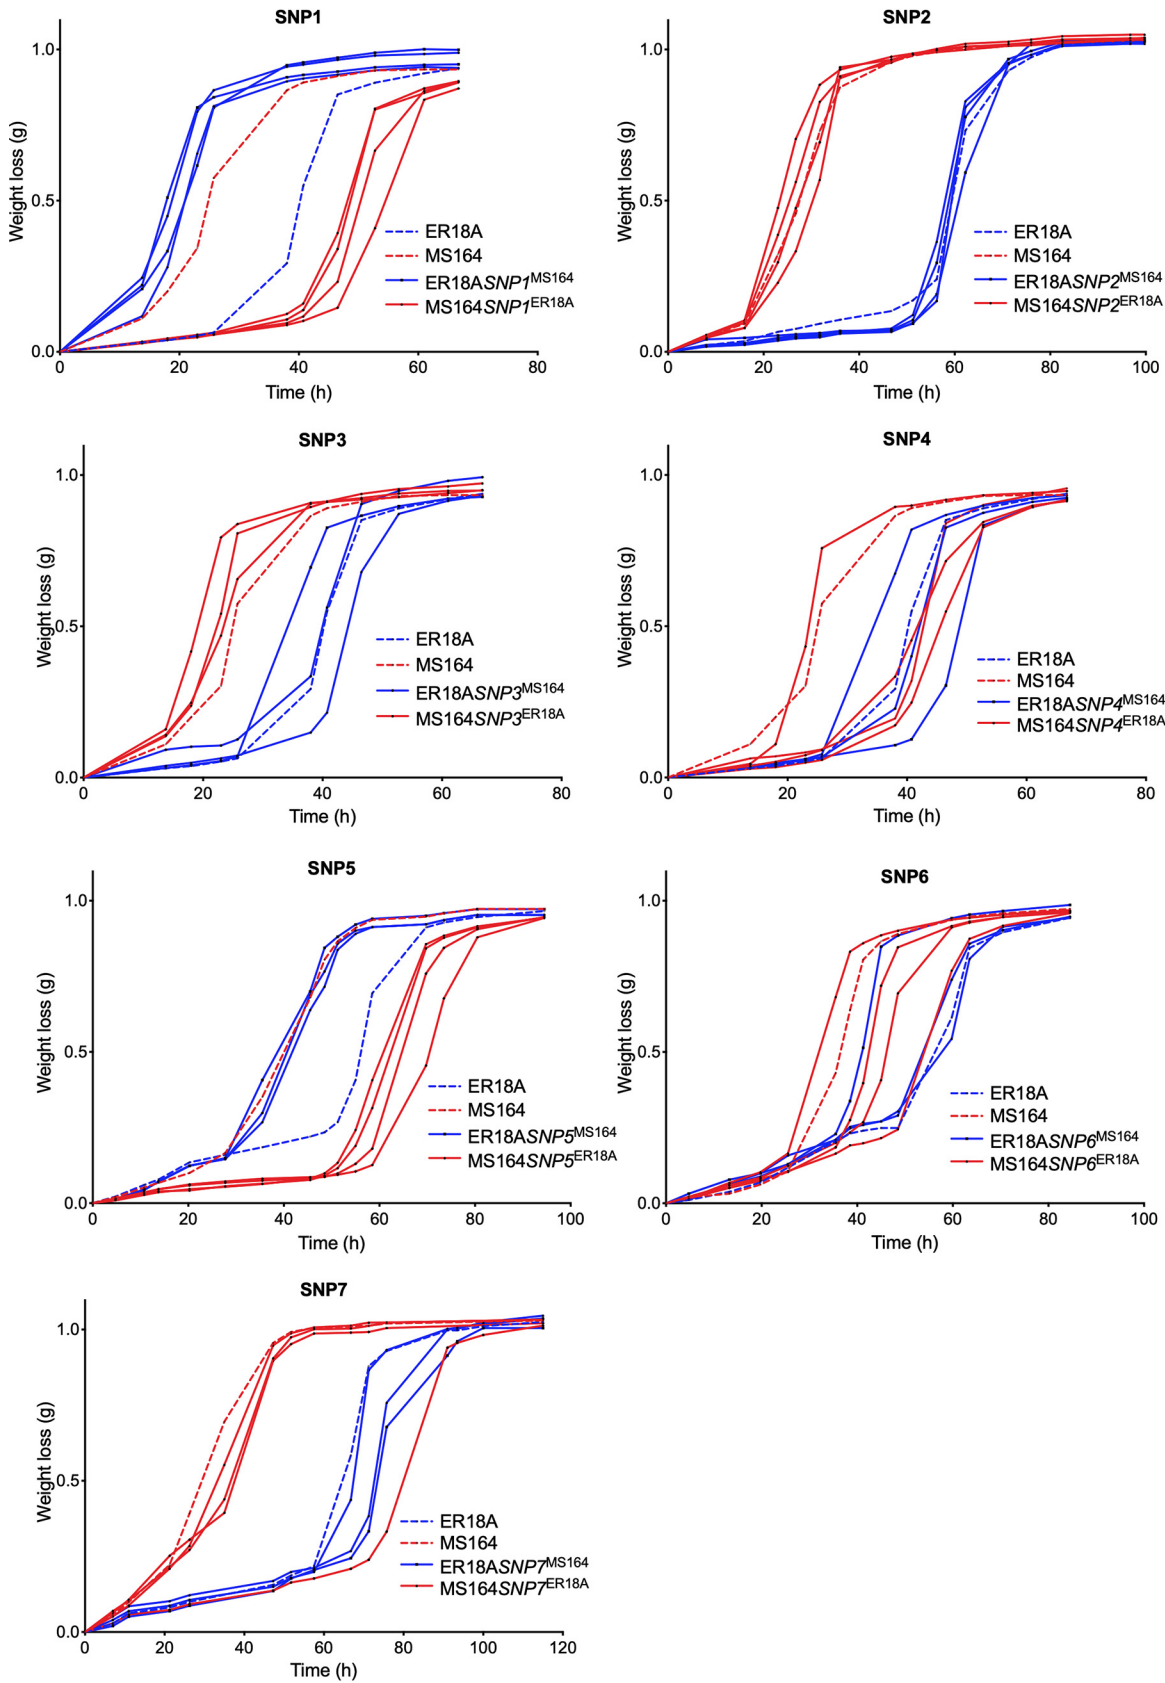 SNP1
Weight loss (g)
1.0
0.5
0.0
0 20 40 60 80
Time (h)
ER18A
MS164
ER18ASNP1MS164
MS164SNP1ER18A
SNP2
Weight loss (g)
1.0
0.5
0.0
0 20 40 60 80 100
Time (h)
ER18A
MS164
ER18ASNP2MS164
MS164SNP2ER18A
SNP3
Weight loss (g)
1.0
0.5
0.0
0 20 40 60 80
Time (h)
ER18A
MS164
ER18ASNP3MS164
MS164SNP3ER18A
SNP4
Weight loss (g)
1.0
0.5
0.0
0 20 40 60 80
Time (h)
ER18A
MS164
ER18ASNP4MS164
MS164SNP4ER18A
SNP5
Weight loss (g)
1.0
0.5
0.0
0 20 40 60 80 100
Time (h)
ER18A
MS164
ER18ASNP5MS164
MS164SNP5ER18A
SNP6
Weight loss (g)
1.0
0.5
0.0
0 20 40 60 80 100
Time (h)
ER18A
MS164
ER18ASNP6MS164
MS164SNP6ER18A
SNP7
Weight loss (g)
1.0
0.5
0.0
0 20 40 60 80 100 120
Time (h)
ER18A
MS164
ER18ASNP7MS164
MS164SNP7ER18A